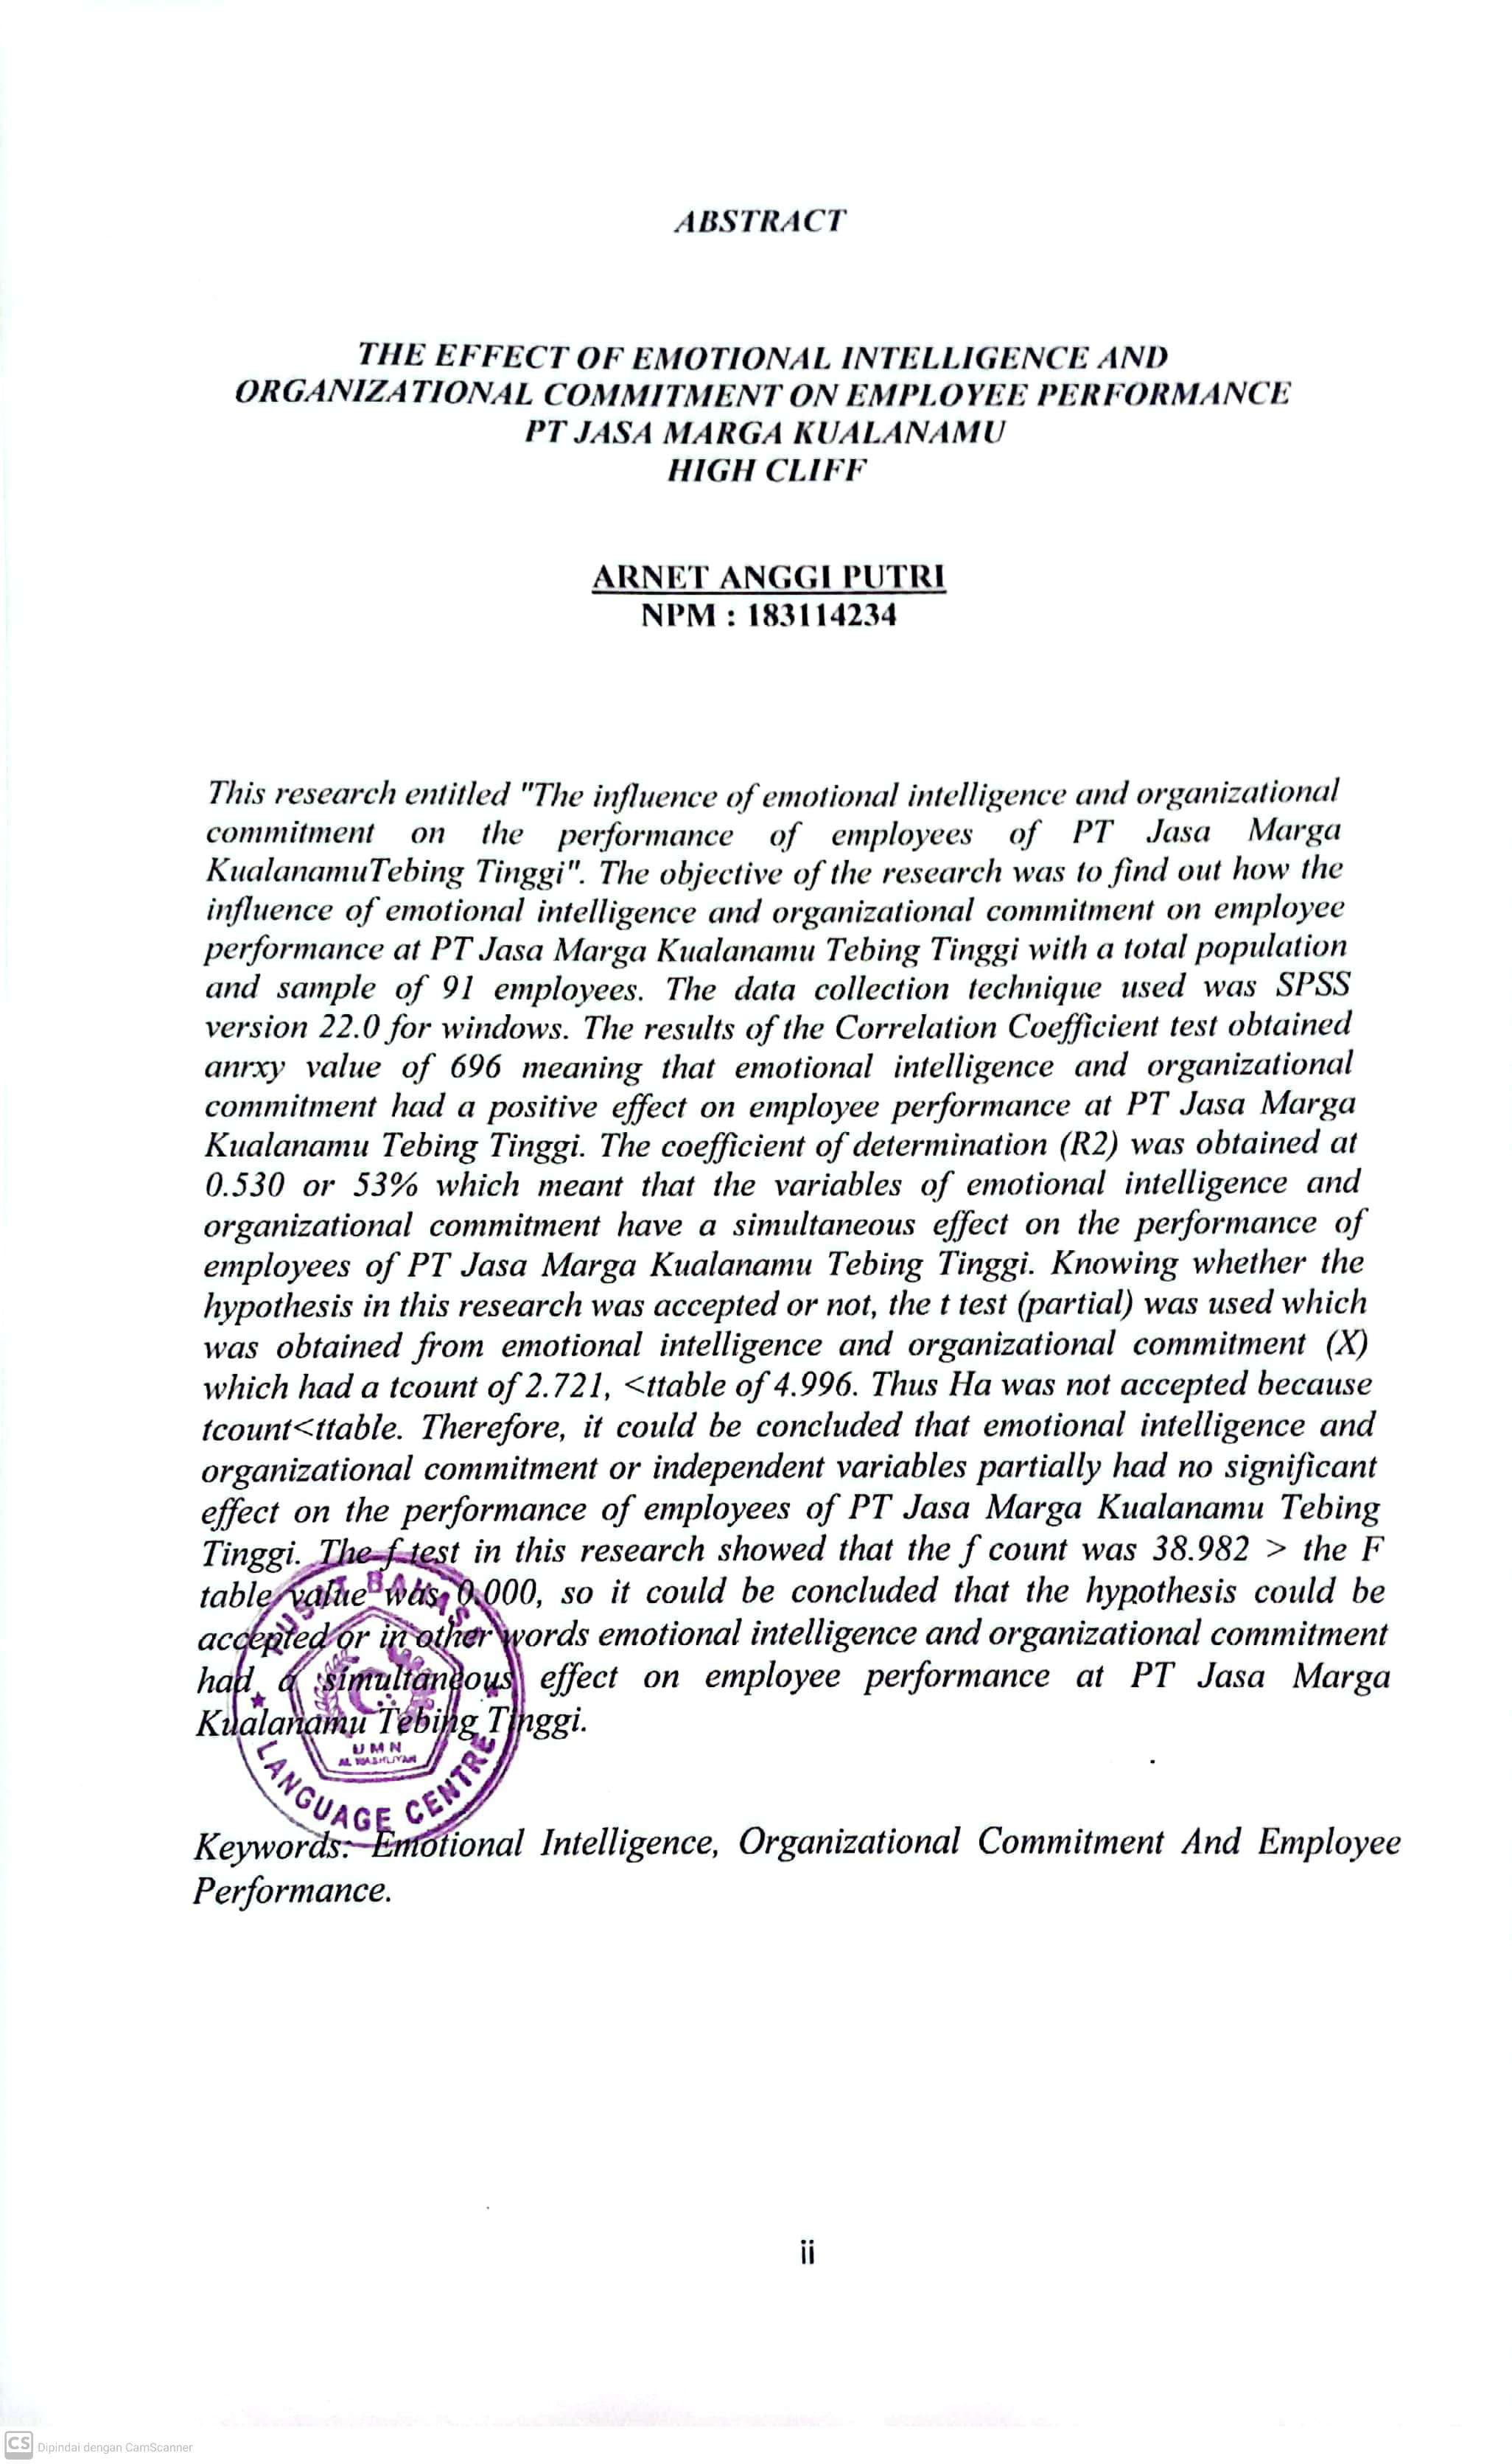 ABSTRACT
THE EFFECT OF EMOTIONAL INTELLIGENCE AND
ORGANIZATIONAL COMMITMENT ON EMPLOYEE PERFORMANCE
PT JASA MARGA KUALANAMU
HIGH CLIFF
ARNET ANGGI PUTRI
NPM : 183114234
This research entitled "The influence of emotional intelligence and organizational
commitment on the performance of employees of PT Jasa Marga
KualanamuTebing Tinggi". The objective of the research was to find out how the
influence of emotional intelligence and organizational commitment on employee
performance at PT Jasa Marga Kualanamu Tebing Tinggi with a total population
and sample of 91 employees. The data collection technique used was SPSS
version 22.0 for windows. The results of the Correlation Coefficient test obtained
anrxy value of 696 meaning that emotional intelligence and organizational
commitment had a positive effect on employee performance at PT Jasa Marga
Kualanamu Tebing Tinggi. The coefficient of determination (R2) was obtained at
0.530 or 53% which meant that the variables of emotional intelligence and
organizational commitment have a simultaneous effect on the performance of
employees of PT Jasa Marga Kualanamu Tebing Tinggi. Knowing whether the
hypothesis in this research was accepted or not, the t test (partial) was used which
was obtained from emotional intelligence and organizational commitment (X)
which had a tcount of 2.721, <ttable of 4.996. Thus Ha was not accepted because
tcount<ttable. Therefore, it could be concluded that emotional intelligence and
organizational commitment or independent variables partially had no significant
effect on the performance of employees of PT Jasa Marga Kualanamu Tebing
Tinggi. The f test in this research showed that the f count was 38.982 > the F
table value was 0.000, so it could be concluded that the hypothesis could be
accepted or in other words emotional intelligence and organizational commitment
had a simultaneous effect on employee performance at PT Jasa Marga
Kualanamu Tebing Tinggi.
PUSAT BAHASA
UMN
AL WASHLIYAH
LANGUAGE CENTRE
Keywords: Emotional Intelligence, Organizational Commitment And Employee
Performance.
ii
CS Dipindai dengan CamScanner